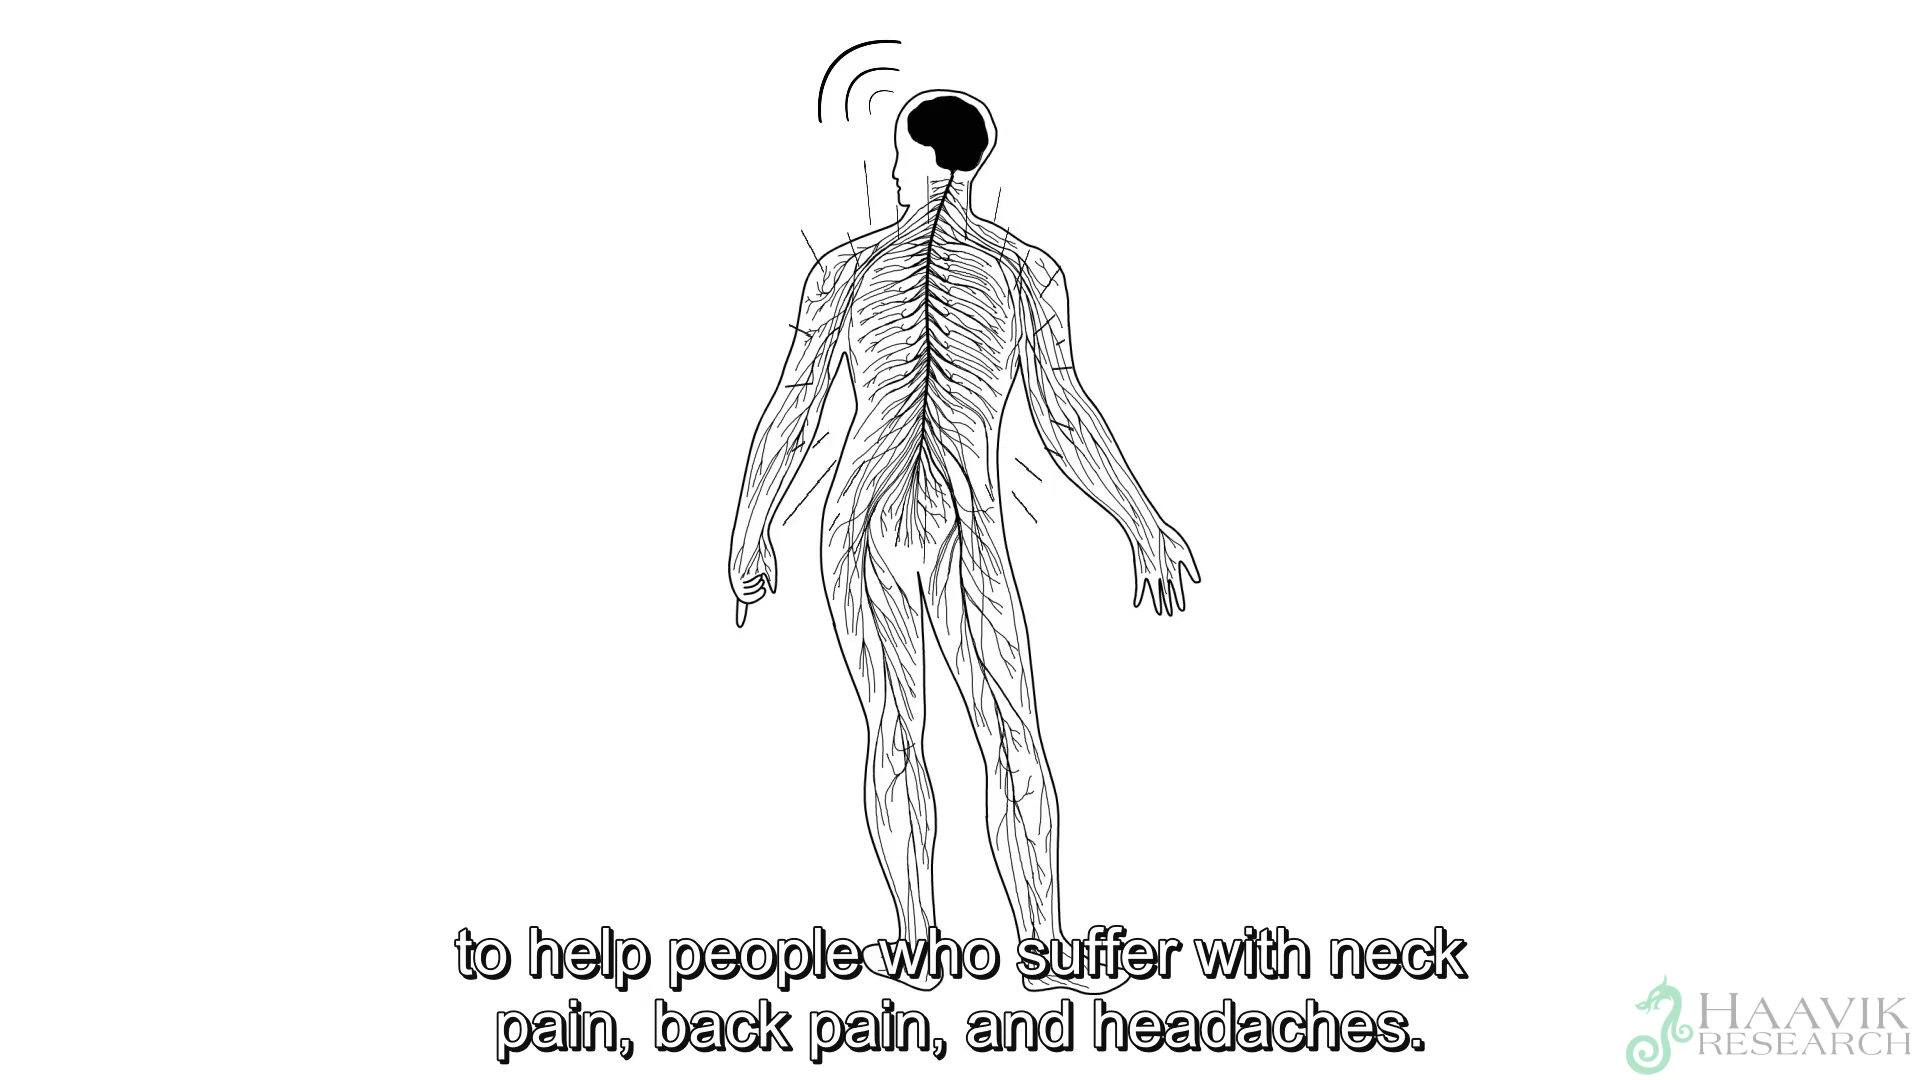 to help people who suffer with neck
pain, back pain, and headaches.
HAAVIK
RESEARCH